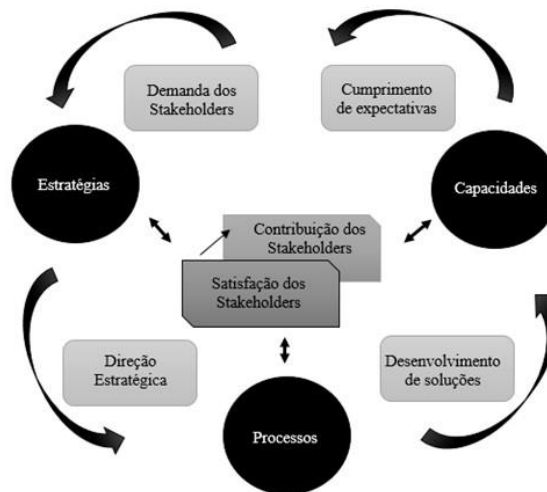 Demanda dos
Stakeholders
Cumprimento
de expectativas
Estratégias
Capacidades
Contribuição dos
Stakeholders
Satisfação dos
Stakeholders
Direção
Estratégica
Desenvolvimento
de soluções
Processos